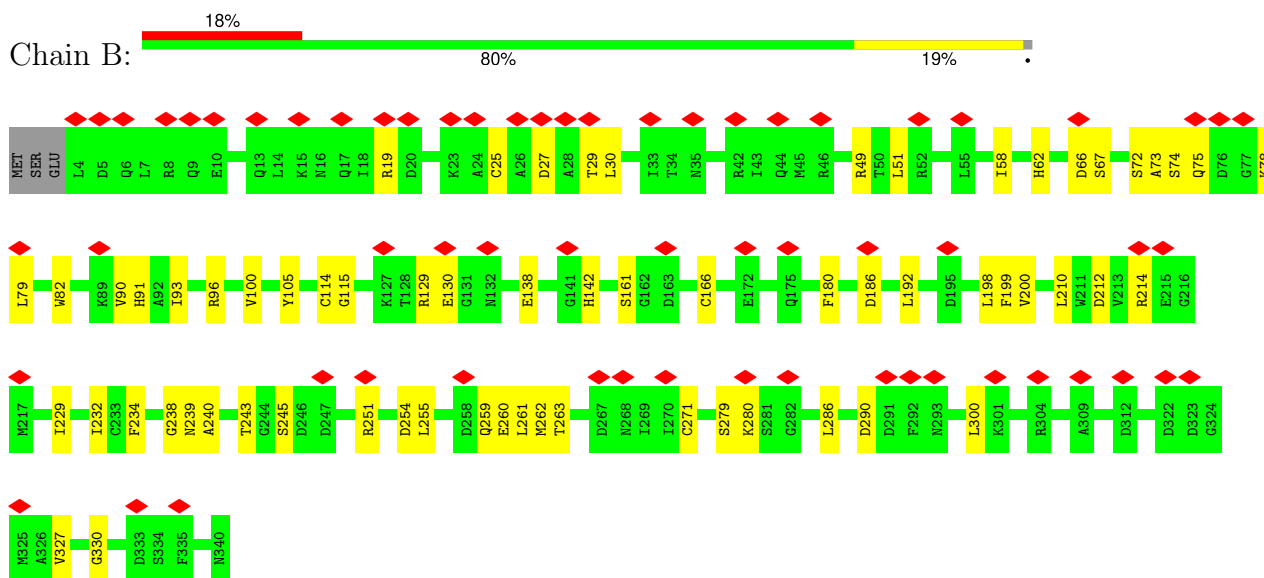 18%
Chain B:
80% 19% •
MET SER GLU L4 D5 Q6 L7 R8 Q9 E10 Q13 L14 K15 N16 Q17 I18 R19 D20 K23 A24 C25 A26 D27 A28 T29 L30 I33 T34 N35 R42 I43 Q44 M45 R46 R49 T50 L51 R52 L55 I58 H62 D66 S67 S72 A73 S74 Q75 D76 G77 K78
L79 W82 K89 V90 H91 A92 I93 R96 V100 Y105 C114 G115 K127 T128 R129 E130 G131 N132 E138 G141 H142 S161 G162 D163 C166 E172 Q175 F180 D186 L192 D195 L198 F199 V200 L210 W211 D212 V213 R214 E215 G216
M217 I229 I232 C233 F234 G238 N239 A240 T243 G244 S245 D246 D247 R251 D254 L255 D258 Q259 E260 L261 M262 T263 D267 N268 I269 I270 C271 S279 K280 S281 G282 L286 D290 D291 F292 N293 L300 K301 R304 A309 D312 D322 D323 G324
M325 A326 V327 G330 D333 S334 F335 N340